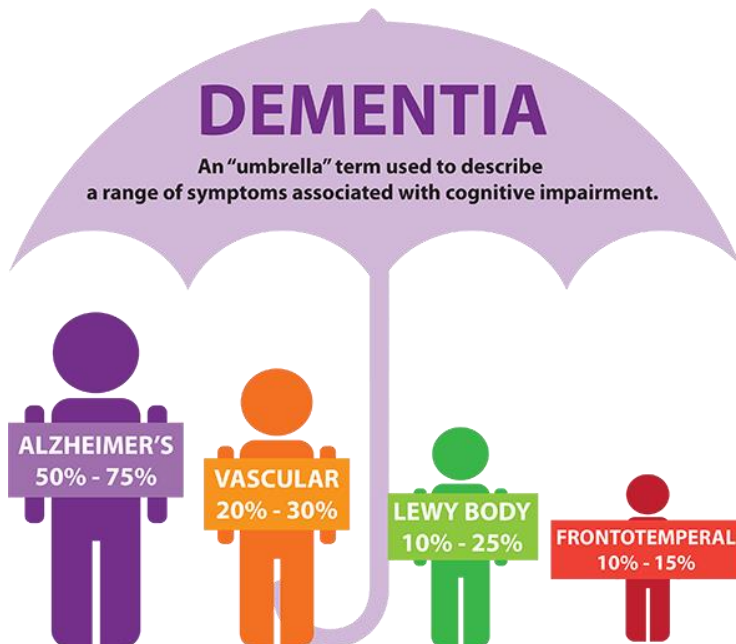 DEMENTIA
An “umbrella” term used to describe
a range of symptoms associated with cognitive impairment.
ALZHEIMER’S
50% - 75%
VASCULAR
20% - 30%
LEWY BODY
10% - 25%
FRONTOTEMPERAL
10% - 15%